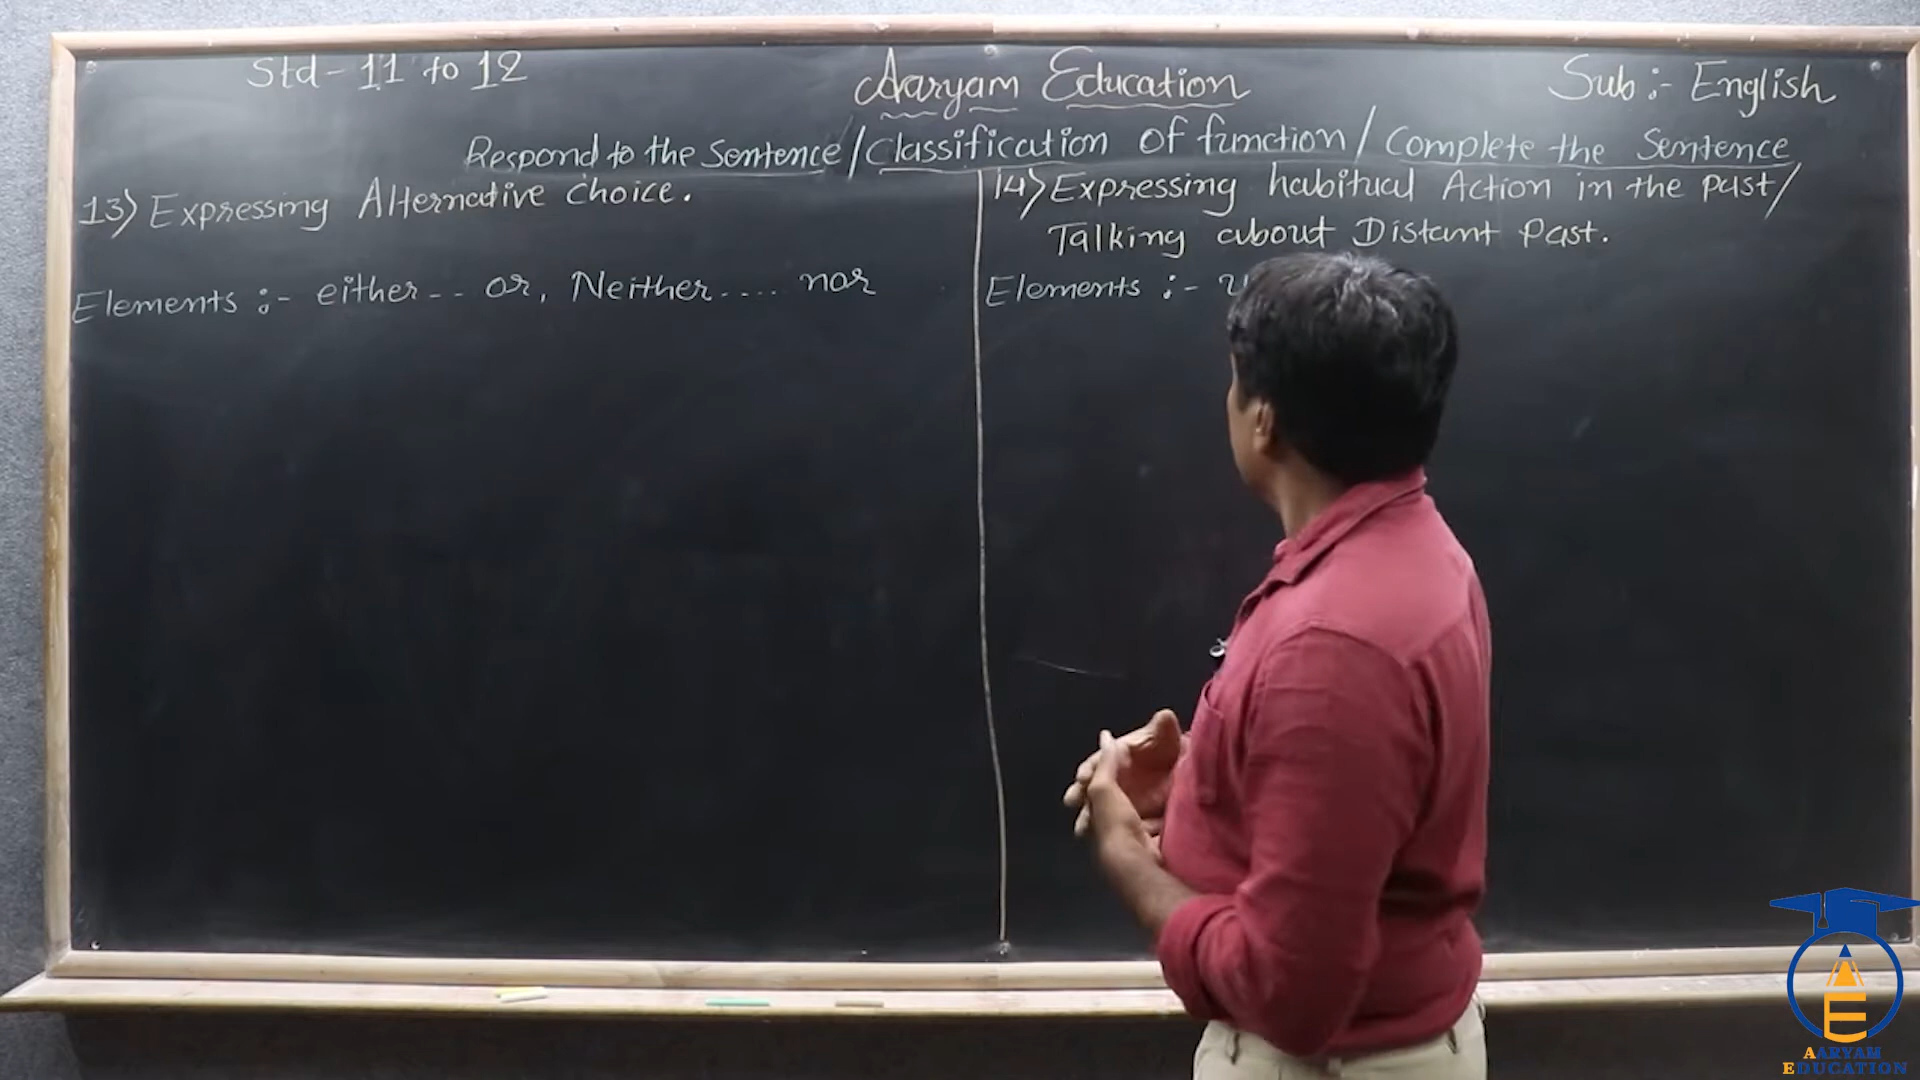 Std- 11 to 12
Aaryam Education
Sub :- English
Respond to the Sentence / Classification of function / Complete the Sentence
13) Expressing Alternative choice.
Elements :- either-- or, Neither.... nor
14) Expressing habitual Action in the past/
Talking about Distant Past.
Elements :-
AARYAM
EDUCATION